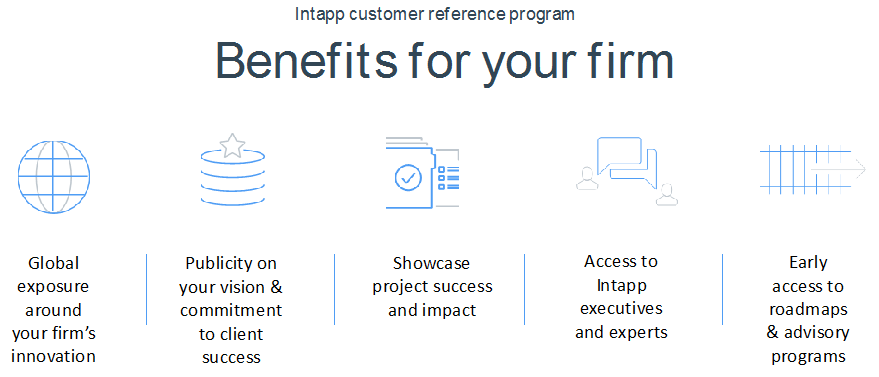 Intapp customer reference program
Benefits for your firm
Global
exposure
around
your firm's
innovation
Publicity on
your vision &
commitment
to client
success
Showcase
project success
and impact
Access to
Intapp
executives
and experts
Early
access to
roadmaps
& advisory
programs